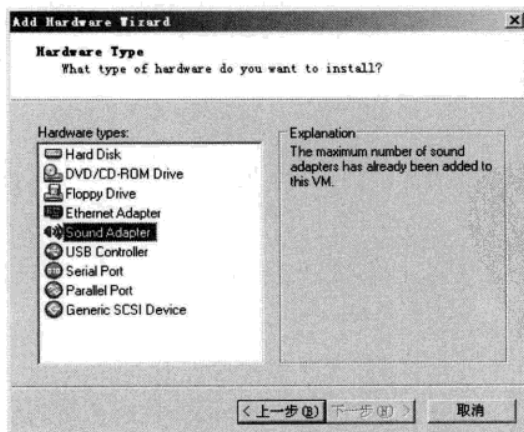 Add Hardware Wizard
Hardware Type
What type of hardware do you want to install?
Hardware types:
Hard Disk
DVD/CD-ROM Drive
Floppy Drive
Ethernet Adapter
Sound Adapter
USB Controller
Serial Port
Parallel Port
Generic SCSI Device
Explanation
The maximum number of sound
adapters has already been added to
this VM.
< 上一步(B)
下一步(N) >
取消